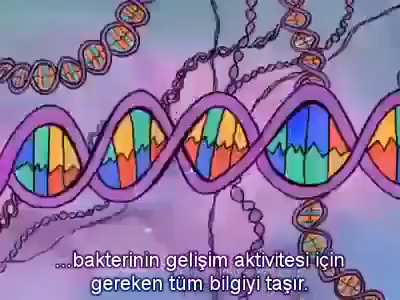 ...bakterinin gelişim aktivitesi için
gereken tüm bilgiyi taşır.